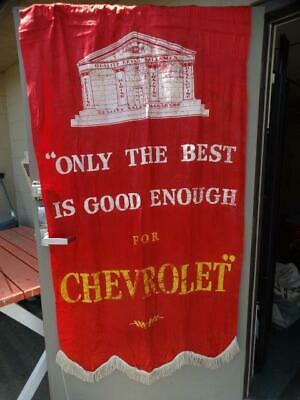 "ONLY THE BEST
IS GOOD ENOUGH
FOR
CHEVROLET"